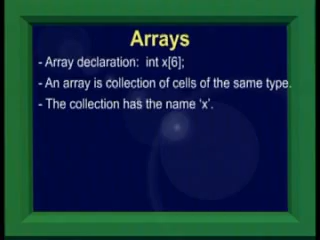 Arrays
- Array declaration: int x[6];
- An array is collection of cells of the same type.
- The collection has the name 'x'.